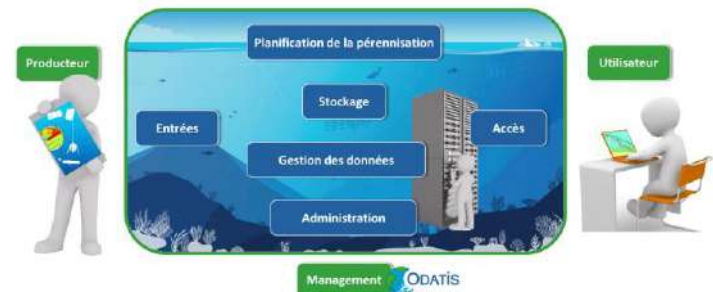 Planification de la pérennisation
Producteur
Utilisateur
Stockage
Entrées
Accès
Gestion des données
Administration
Management
ODATIS